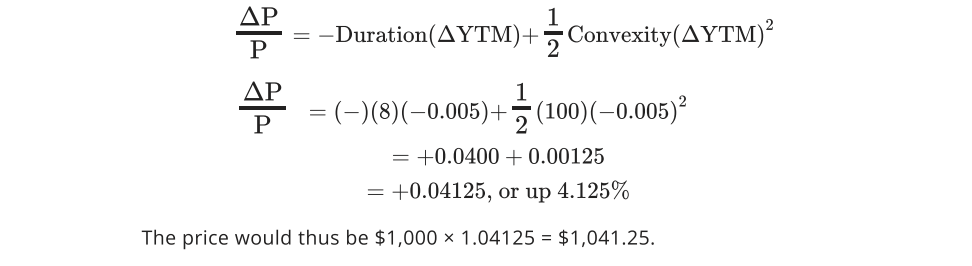 ΔP/P = −Duration(ΔYTM)+1/2 Convexity(ΔYTM)²
ΔP/P = (−)(8)(−0.005)+1/2 (100)(−0.005)²
= +0.0400 + 0.00125
= +0.04125, or up 4.125%
The price would thus be $1,000 × 1.04125 = $1,041.25.